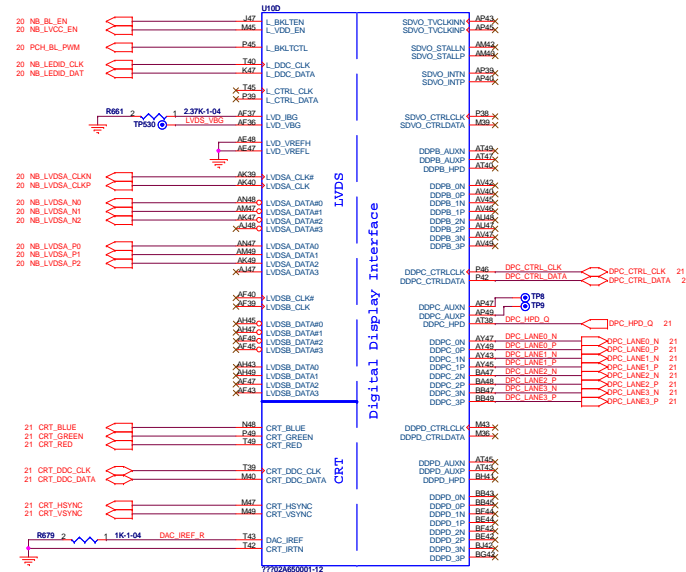 U10D
20 NB_BL_EN J47 L_BKLTEN
20 NB_LVCC_EN M45 L_VDD_EN
20 PCH_BL_PWM P45 L_BKLTCTL
20 NB_LEDID_CLK T40 L_DDC_CLK
20 NB_LEDID_DAT K47 L_DDC_DATA
T45 L_CTRL_CLK
P39 L_CTRL_DATA
R661 2 1 2.37K-1-04 AF37 LVD_IBG
TP530 LVDS_VBG AF36 LVD_VBG
AE48 LVD_VREFH
AE47 LVD_VREFL
20 NB_LVDSA_CLKN AK39 LVDSA_CLK#
20 NB_LVDSA_CLKP AK40 LVDSA_CLK
20 NB_LVDSA_N0 AN48 LVDSA_DATA#0
20 NB_LVDSA_N1 AM47 LVDSA_DATA#1
20 NB_LVDSA_N2 AK47 LVDSA_DATA#2
AJ48 LVDSA_DATA#3
20 NB_LVDSA_P0 AN47 LVDSA_DATA0
20 NB_LVDSA_P1 AM49 LVDSA_DATA1
20 NB_LVDSA_P2 AK49 LVDSA_DATA2
AJ47 LVDSA_DATA3
AF40 LVDSB_CLK#
AF39 LVDSB_CLK
AH45 LVDSB_DATA#0
AH47 LVDSB_DATA#1
AF49 LVDSB_DATA#2
AF45 LVDSB_DATA#3
AH43 LVDSB_DATA0
AH49 LVDSB_DATA1
AF47 LVDSB_DATA2
AF43 LVDSB_DATA3
21 CRT_BLUE N48 CRT_BLUE
21 CRT_GREEN P49 CRT_GREEN
21 CRT_RED T49 CRT_RED
21 CRT_DDC_CLK T39 CRT_DDC_CLK
21 CRT_DDC_DATA M40 CRT_DDC_DATA
21 CRT_HSYNC M47 CRT_HSYNC
21 CRT_VSYNC M49 CRT_VSYNC
R679 2 1 1K-1-04 DAC_IREF_R T43 DAC_IREF
T42 CRT_IRTN
???02A650001-12
LVDS
CRT
Digital Display Interface
SDVO_TVCLKINN AP43
SDVO_TVCLKINP AP45
SDVO_STALLN AM42
SDVO_STALLP AM40
SDVO_INTN AP39
SDVO_INTP AP40
SDVO_CTRLCLK P38
SDVO_CTRLDATA M39
DDPB_AUXN AT49
DDPB_AUXP AT47
DDPB_HPD AT40
DDPB_0N AV42
DDPB_0P AV40
DDPB_1N AV45
DDPB_1P AV46
DDPB_2N AU48
DDPB_2P AU47
DDPB_3N AV47
DDPB_3P AV49
DDPC_CTRLCLK P46 DPC_CTRL_CLK DPC_CTRL_CLK 21
DDPC_CTRLDATA P42 DPC_CTRL_DATA DPC_CTRL_DATA 2
DDPC_AUXN AP47 TP8
DDPC_AUXP AP49 TP9
DDPC_HPD AT38 DPC_HPD_Q DPC_HPD_Q 21
DDPC_0N AY47 DPC_LANE0_N DPC_LANE0_N 21
DDPC_0P AY49 DPC_LANE0_P DPC_LANE0_P 21
DDPC_1N AY43 DPC_LANE1_N DPC_LANE1_N 21
DDPC_1P AY45 DPC_LANE1_P DPC_LANE1_P 21
DDPC_2N BA47 DPC_LANE2_N DPC_LANE2_N 21
DDPC_2P BA48 DPC_LANE2_P DPC_LANE2_P 21
DDPC_3N BB47 DPC_LANE3_N DPC_LANE3_N 21
DDPC_3P BB49 DPC_LANE3_P DPC_LANE3_P 21
DDPD_CTRLCLK M43
DDPD_CTRLDATA M36
DDPD_AUXN AT45
DDPD_AUXP AT43
DDPD_HPD BH41
DDPD_0N BB43
DDPD_0P BB45
DDPD_1N BF44
DDPD_1P BE44
DDPD_2N BF42
DDPD_2P BE42
DDPD_3N BJ42
DDPD_3P BG42